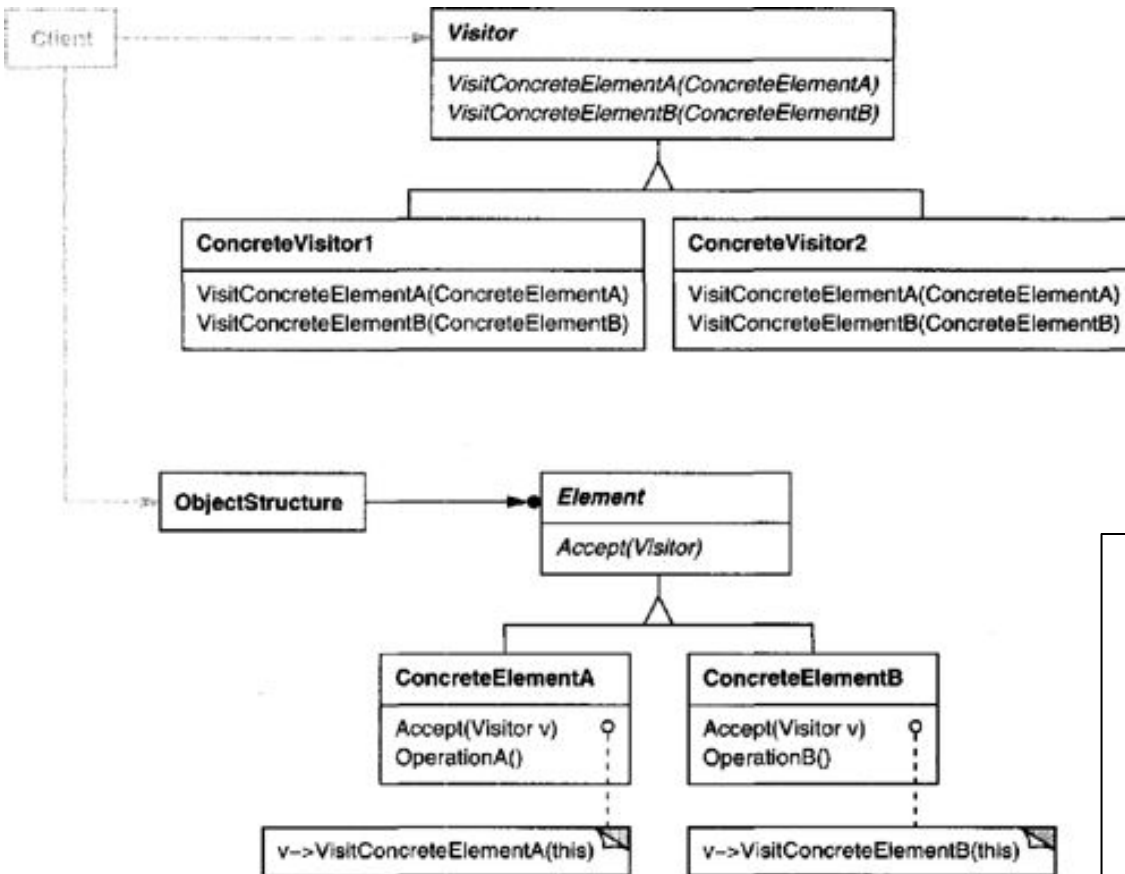 Client
Visitor
VisitConcreteElementA(ConcreteElementA)
VisitConcreteElementB(ConcreteElementB)
ConcreteVisitor1
VisitConcreteElementA(ConcreteElementA)
VisitConcreteElementB(ConcreteElementB)
ConcreteVisitor2
VisitConcreteElementA(ConcreteElementA)
VisitConcreteElementB(ConcreteElementB)
ObjectStructure
Element
Accept(Visitor)
ConcreteElementA
Accept(Visitor v)
OperationA()
ConcreteElementB
Accept(Visitor v)
OperationB()
v->VisitConcreteElementA(this)
v->VisitConcreteElementB(this)